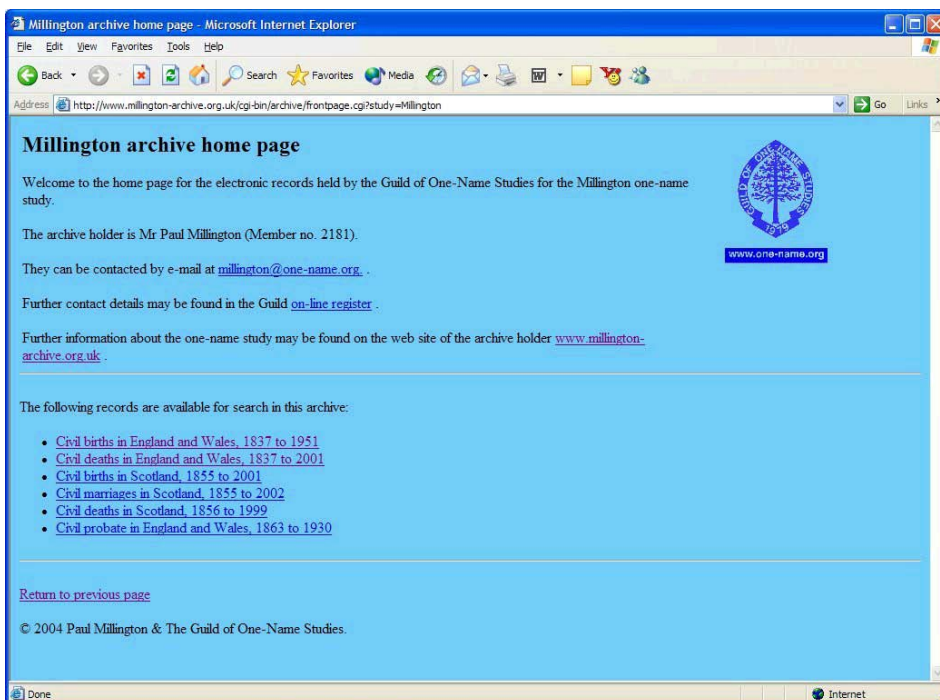 Millington archive home page - Microsoft Internet Explorer
File Edit View Favorites Tools Help
Back Search Favorites Media
Address http://www.millington-archive.org.uk/cgi-bin/archive/frontpage.cgi?study=Millington Go Links
Millington archive home page
Welcome to the home page for the electronic records held by the Guild of One-Name Studies for the Millington one-name
study.
The archive holder is Mr Paul Millington (Member no. 2181).
They can be contacted by e-mail at millington@one-name.org. .
Further contact details may be found in the Guild on-line register .
Further information about the one-name study may be found on the web site of the archive holder www.millington-
archive.org.uk .
GUILD OF ONE-NAME STUDIES
1979
www.one-name.org
The following records are available for search in this archive:
• Civil births in England and Wales, 1837 to 1951
• Civil deaths in England and Wales, 1837 to 2001
• Civil births in Scotland, 1855 to 2001
• Civil marriages in Scotland, 1855 to 2002
• Civil deaths in Scotland, 1856 to 1999
• Civil probate in England and Wales, 1863 to 1930
Return to previous page
© 2004 Paul Millington & The Guild of One-Name Studies.
Done Internet